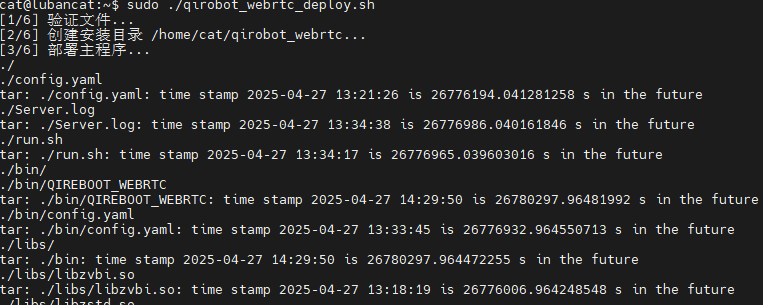 cat@lubancat:~$ sudo ./qirobot_webrtc_deploy.sh
[1/6] 验证文件...
[2/6] 创建安装目录 /home/cat/qirobot_webrtc...
[3/6] 部署主程序...
./
./config.yaml
tar: ./config.yaml: time stamp 2025-04-27 13:21:26 is 26776194.041281258 s in the future
./Server.log
tar: ./Server.log: time stamp 2025-04-27 13:34:38 is 26776986.040161846 s in the future
./run.sh
tar: ./run.sh: time stamp 2025-04-27 13:34:17 is 26776965.039603016 s in the future
./bin/
./bin/QIREBOOT_WEBRTC
tar: ./bin/QIREBOOT_WEBRTC: time stamp 2025-04-27 14:29:50 is 26780297.96481992 s in the future
./bin/config.yaml
tar: ./bin/config.yaml: time stamp 2025-04-27 13:33:45 is 26776932.964550713 s in the future
./libs/
tar: ./bin: time stamp 2025-04-27 14:29:50 is 26780297.964472255 s in the future
./libs/libzvbi.so
tar: ./libs/libzvbi.so: time stamp 2025-04-27 13:18:19 is 26776006.964248548 s in the future
./libs/libzstd.so